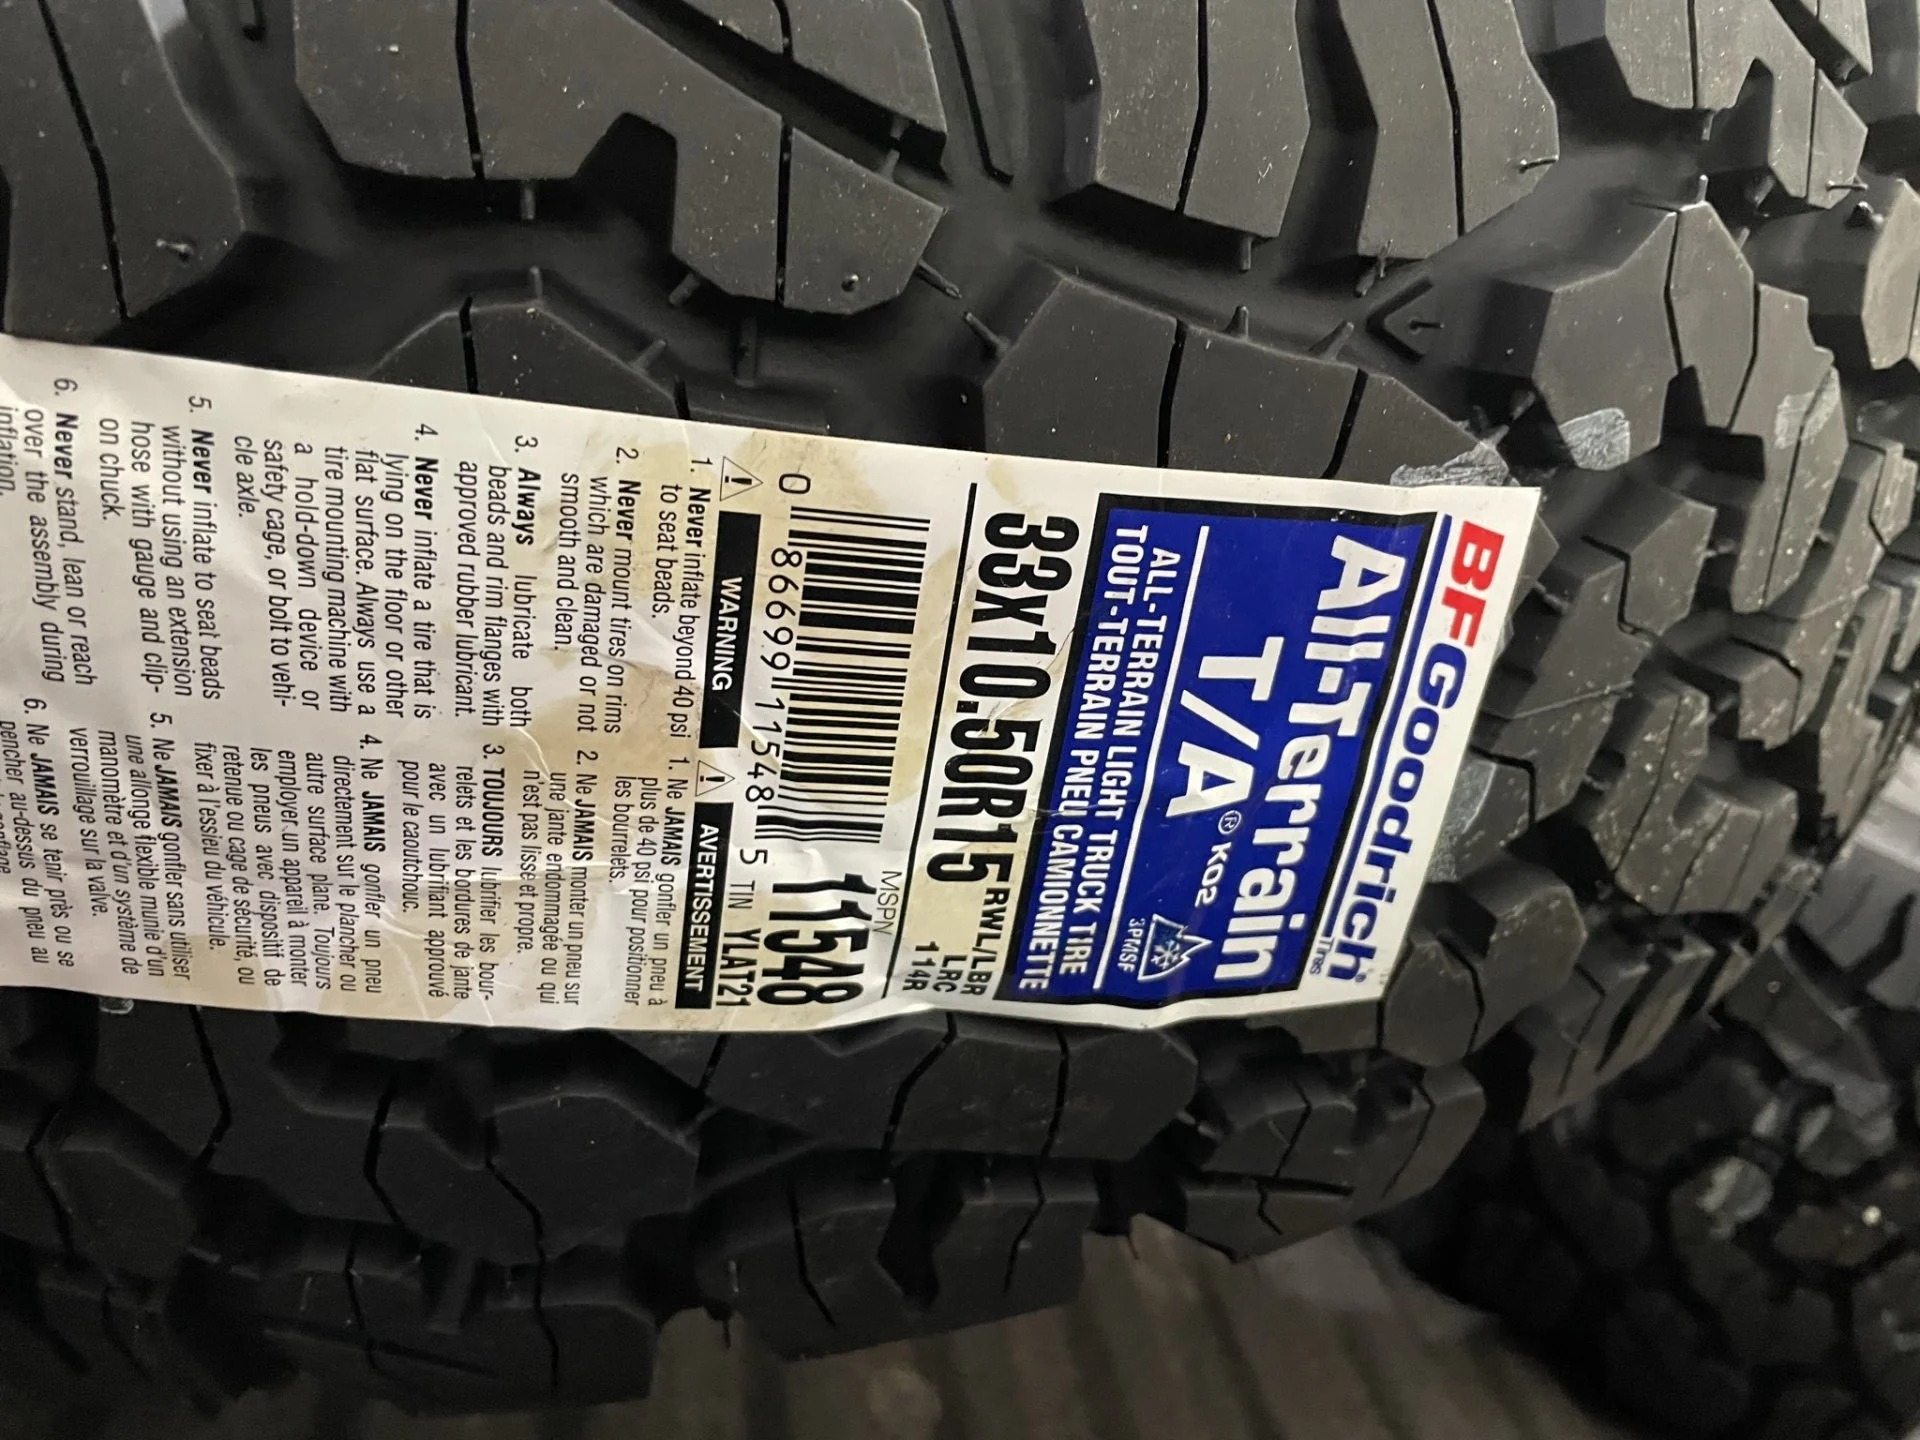 BFGoodrich®
Tires
All-Terrain
T/A® KO2
3PMSF
ALL-TERRAIN LIGHT TRUCK TIRE
TOUT-TERRAIN PNEU CAMIONNETTE
33x10.50R15 RWL/LBR
LRC
114R
MSPN
11548
0 86699 11548 5 TIN YLAT21
WARNING
1. Never inflate beyond 40 psi
to seat beads.
2. Never mount tires on rims
which are damaged or not
smooth and clean.
3. Always lubricate both
beads and rim flanges with
approved rubber lubricant.
4. Never inflate a tire that is
lying on the floor or other
flat surface. Always use a
tire mounting machine with
a hold-down device or
safety cage, or bolt to vehi-
cle axle.
5. Never inflate to seat beads
without using an extension
hose with gauge and clip-
on chuck.
6. Never stand, lean or reach
over the assembly during
inflation.
AVERTISSEMENT
1. Ne JAMAIS gonfler un pneu à
plus de 40 psi pour positionner
les bourrelets.
2. Ne JAMAIS monter un pneu sur
une jante endommagée ou qui
n'est pas lisse et propre.
3. TOUJOURS lubrifier les bour-
relets et les bordures de jante
avec un lubrifiant approuvé
pour le caoutchouc.
4. Ne JAMAIS gonfler un pneu
directement sur le plancher ou
autre surface plane. Toujours
employer un appareil à monter
les pneus avec dispositif de
retenue ou cage de sécurité, ou
fixer à l'essieu du véhicule.
5. Ne JAMAIS gonfler sans utiliser
une allonge flexible munie d'un
manomètre et d'un système de
verrouillage sur la valve.
6. Ne JAMAIS se tenir près ou se
pencher au-dessus du pneu au